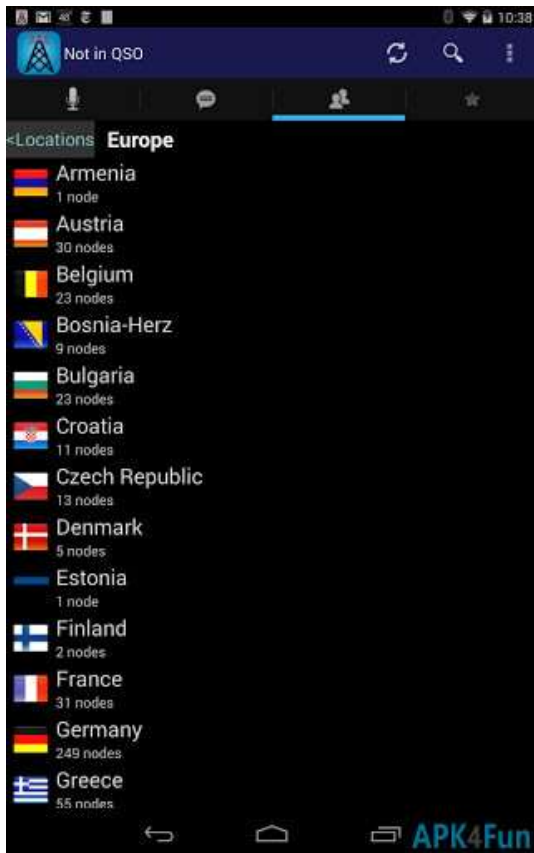 10:38
Not in QSO
<Locations Europe
Armenia
1 node
Austria
30 nodes
Belgium
23 nodes
Bosnia-Herz
9 nodes
Bulgaria
23 nodes
Croatia
11 nodes
Czech Republic
13 nodes
Denmark
5 nodes
Estonia
1 node
Finland
2 nodes
France
31 nodes
Germany
249 nodes
Greece
55 nodes
APK4Fun